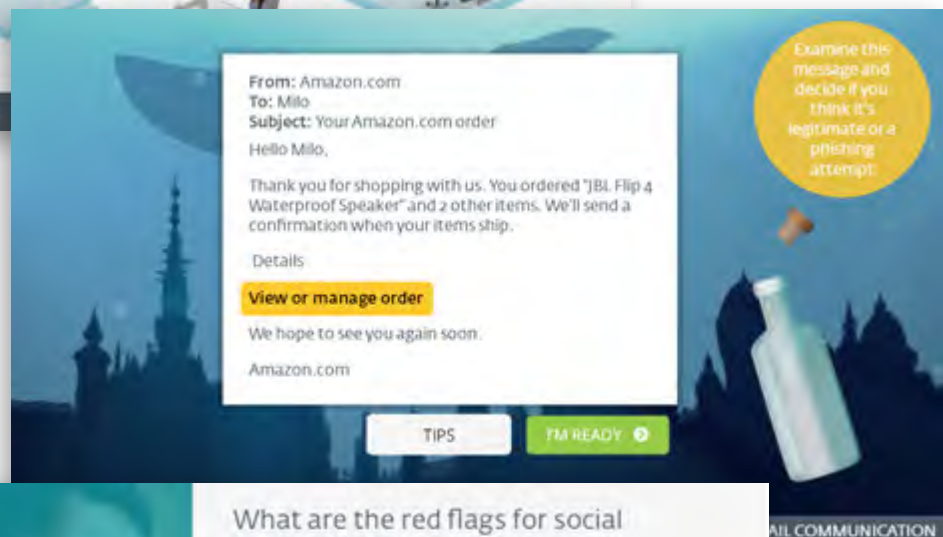 From: Amazon.com
To: Milo
Subject: Your Amazon.com order
Hello Milo,
Thank you for shopping with us. You ordered "JBL Flip 4
Waterproof Speaker" and 2 other items. We'll send a
confirmation when your items ship.
Details
View or manage order
We hope to see you again soon.
Amazon.com
Examine this
message and
decide if you
think it's
legitimate or a
phishing
attempt.
TIPS
I'M READY
What are the red flags for social
AIL COMMUNICATION